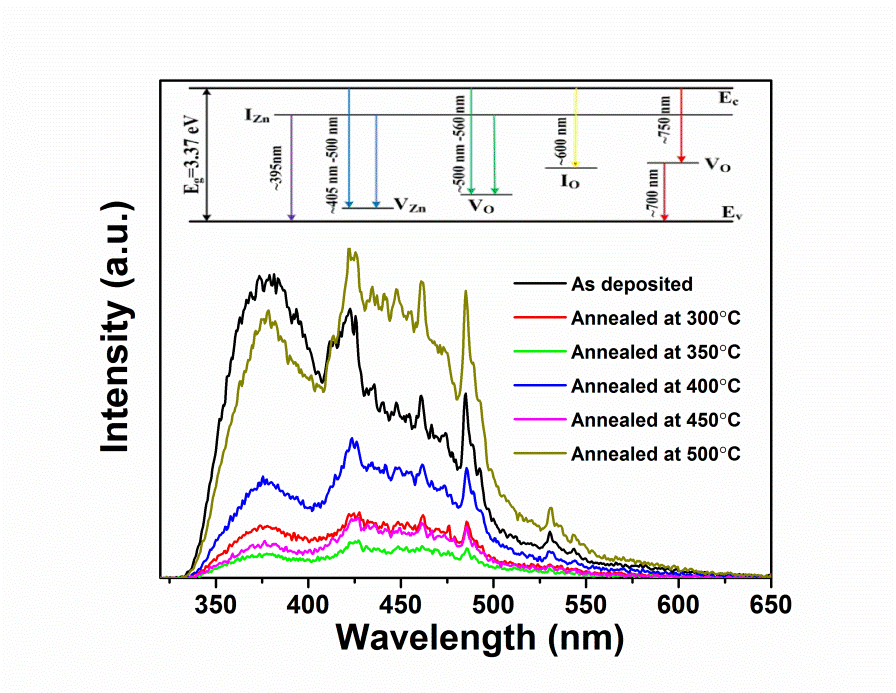 E_c
I_Zn
E_g=3.37 eV
~395nm
~405 nm -500 nm
V_Zn
~500 nm -560 nm
V_O
~600 nm
I_O
~750 nm
V_O
~700 nm
E_v
As deposited
Annealed at 300°C
Annealed at 350°C
Annealed at 400°C
Annealed at 450°C
Annealed at 500°C
Intensity (a.u.)
350 400 450 500 550 600 650
Wavelength (nm)